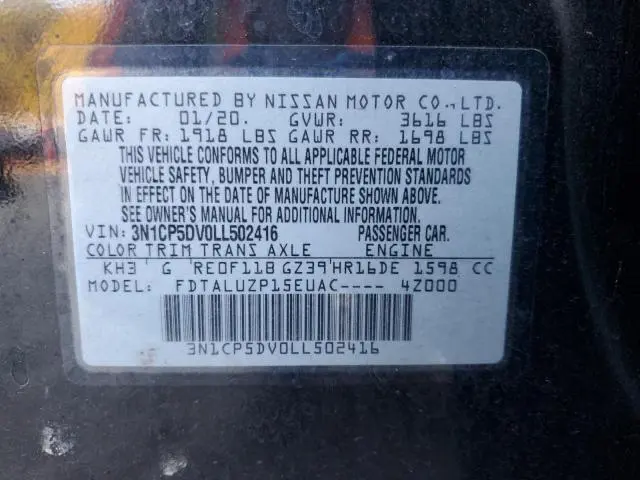 MANUFACTURED BY NISSAN MOTOR CO.,LTD.
DATE: 01/20. GVWR: 3616 LBS
GAWR FR: 1918 LBS GAWR RR: 1698 LBS
THIS VEHICLE CONFORMS TO ALL APPLICABLE FEDERAL MOTOR
VEHICLE SAFETY, BUMPER AND THEFT PREVENTION STANDARDS
IN EFFECT ON THE DATE OF MANUFACTURE SHOWN ABOVE.
SEE OWNER'S MANUAL FOR ADDITIONAL INFORMATION.
VIN: 3N1CP5DV0LL502416 PASSENGER CAR.
COLOR TRIM TRANS AXLE ENGINE
KH3 G RE0F11B GZ39 HR16DE 1598 CC
MODEL: FDTALUZP15EUAC---- 4Z000
3N1CP5DV0LL502416